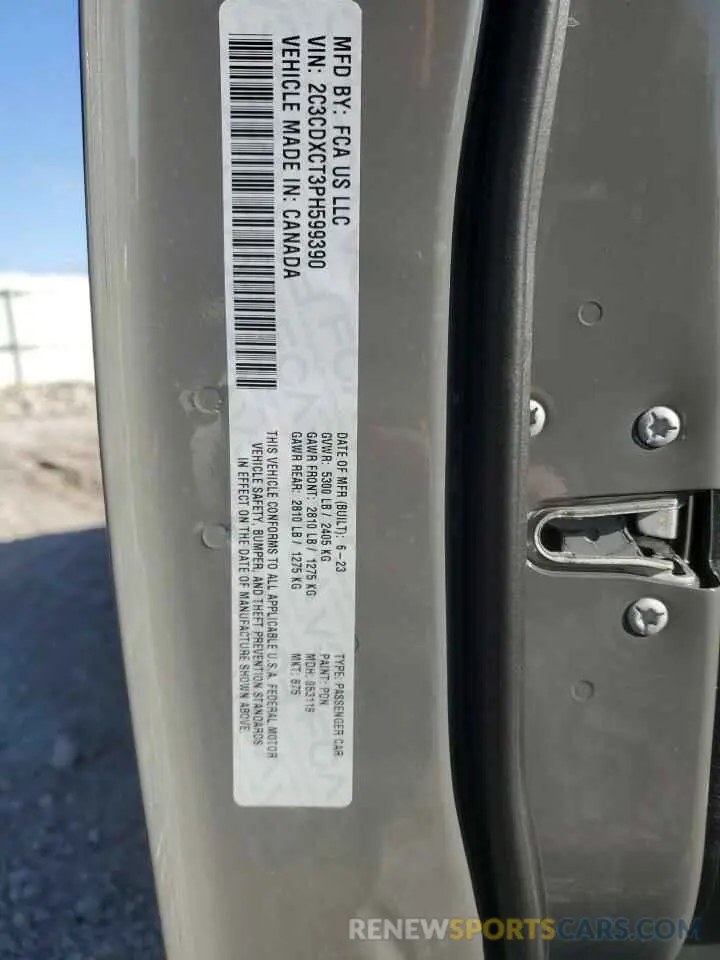 MFD BY: FCA US LLC
VIN: 2C3CDXCT3PH599390
VEHICLE MADE IN: CANADA
DATE OF MFR (BUILT): 6-23
GVWR: 5300 LB / 2405 KG
GAWR FRONT: 2810 LB / 1275 KG
GAWR REAR: 2810 LB / 1275 KG
THIS VEHICLE CONFORMS TO ALL APPLICABLE U.S.A. FEDERAL MOTOR
VEHICLE SAFETY, BUMPER, AND THEFT PREVENTION STANDARDS
IN EFFECT ON THE DATE OF MANUFACTURE SHOWN ABOVE.
TYPE: PASSENGER CAR
PAINT: PDN
MDH: 053119
MKT: 675
RENEWSPORTSCARS.COM